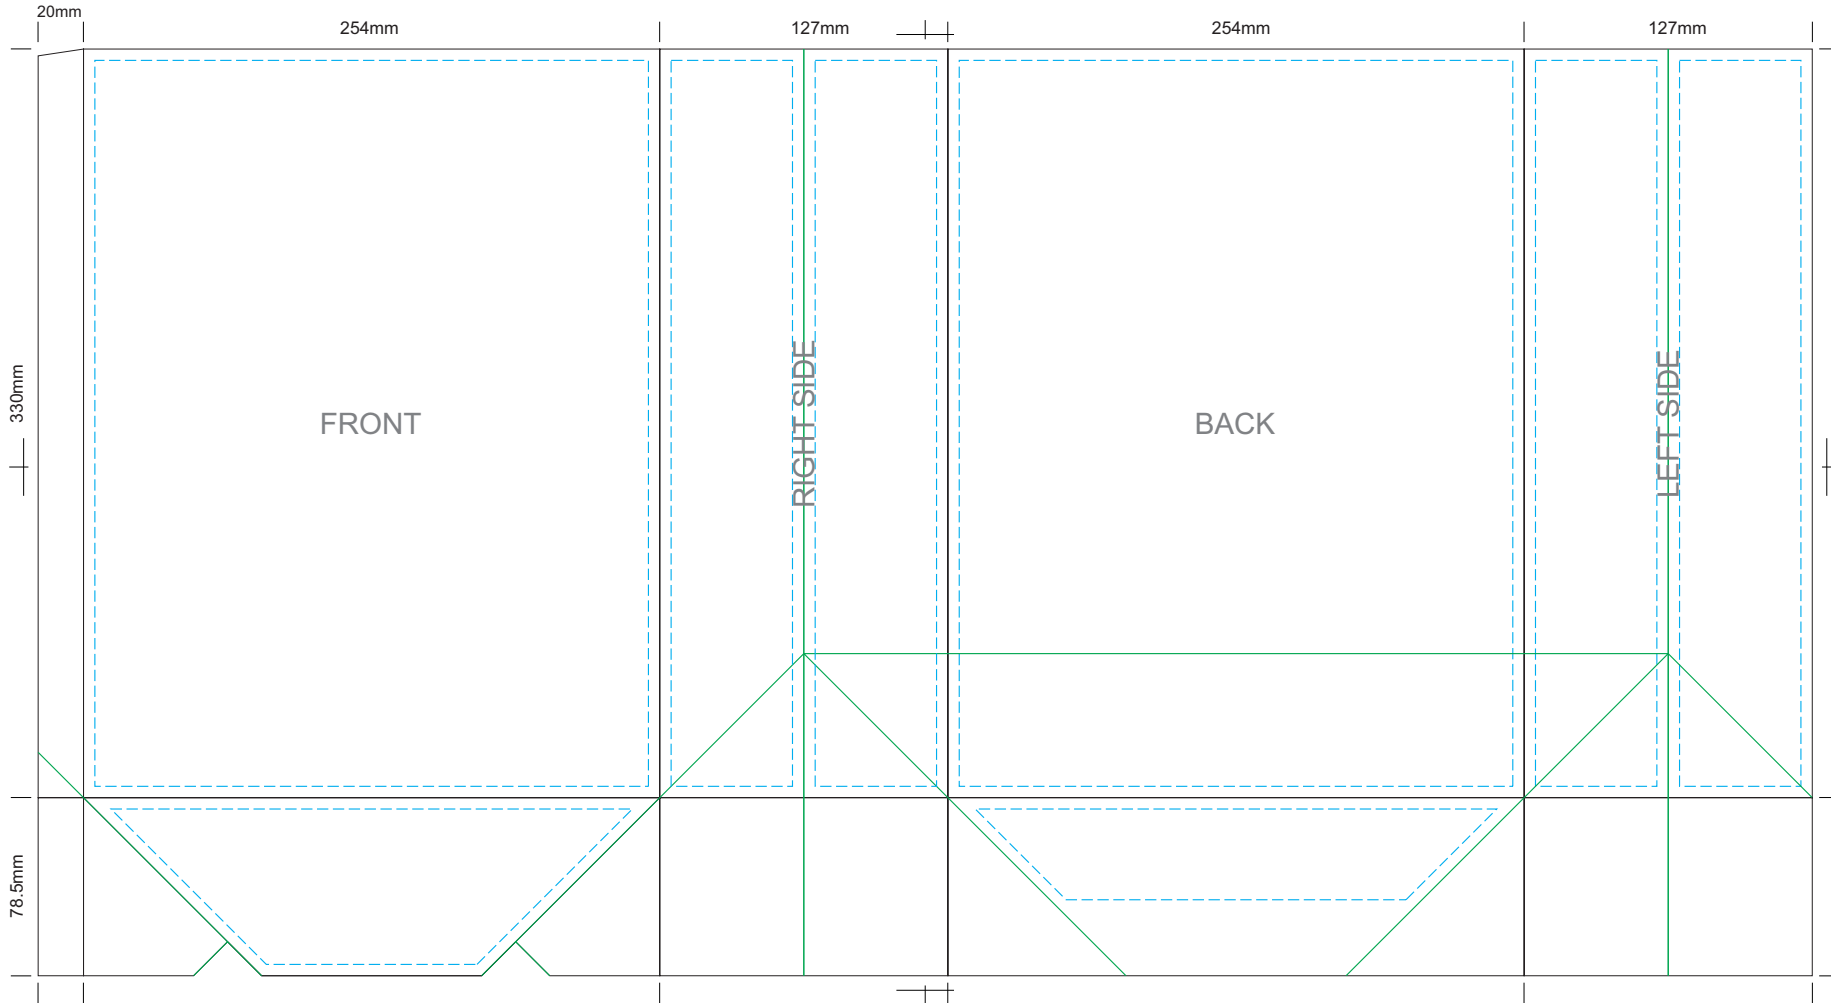 20mm
254mm
127mm
254mm
127mm
330mm
FRONT
RIGHT SIDE
BACK
LEFT SIDE
78.5mm